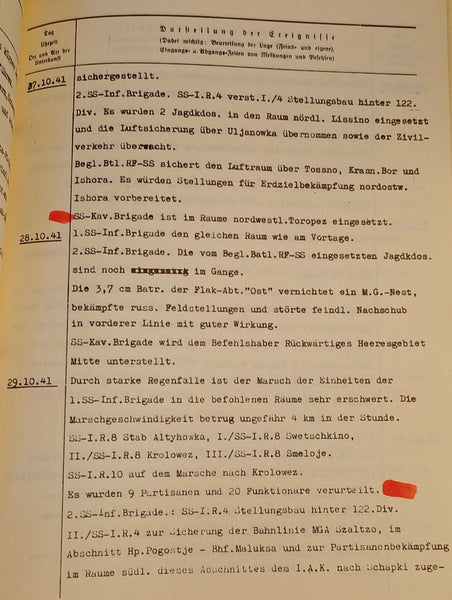 Tag
Uhrzeit
Ort und Art der
Unterkunft
Darstellung der Ereignisse
(Dabei wichtig: Beurteilung der Lage (Feind- und eigene),
Eingangs- u. Abgangs-Zeiten von Meldungen und Befehlen)
27.10.41
sichergestellt.
2.SS-Inf.Brigade. SS-I.R.4 verst.I./4 Stellungsbau hinter 122.
Div. Es wurden 2 Jagdkdos. in den Raum nördl. Lissino eingesetzt
und die Luftsicherung über Uljanowka übernommen sowie der Zivil-
verkehr überwacht.
Begl.Btl.RF-SS sichert den Luftraum über Tossno, Krasn.Bor und
Ishora. Es würden Stellungen für Erdzielbekämpfung nordostw.
Ishora vorbereitet.
SS-Kav.Brigade ist im Raume nordwestl.Toropez eingesetzt.
28.10.41
1.SS-Inf.Brigade den gleichen Raum wie am Vortage.
2.SS-Inf.Brigade. Die vom Begl.Batl.RF-SS eingesetzten Jagdkdos.
sind noch im Gange.
Die 3,7 cm Batr. der Flak-Abt."Ost" vernichtet ein M.G.-Nest,
bekämpfte russ. Feldstellungen und störte feindl. Nachschub
in vorderer Linie mit guter Wirkung.
SS-Kav.Brigade wird dem Befehlshaber Rückwärtiges Heeresgebiet
Mitte unterstellt.
29.10.41
Durch starke Regenfälle ist der Marsch der Einheiten der
1.SS-Inf.Brigade in die befohlenen Räume sehr erschwert. Die
Marschgeschwindigkeit betrug ungefähr 4 km in der Stunde.
SS-I.R.8 Stab Altyhowka, I./SS-I.R.8 Swetschkino,
II./SS-I.R.8 Krolowez, III./SS-I.R.8 Smeloje.
SS-I.R.10 auf dem Marsche nach Krolowez.
Es wurden 9 Partisanen und 20 Funktionäre verurteilt.
2.SS-Inf.Brigade.: SS-I.R.4 Stellungsbau hinter 122.Div.
II./SS-I.R.4 zur Sicherung der Bahnlinie MGA Szaltzo, im
Abschnitt Hp.Pogostje - Bhf.Maluksa und zur Partisanenbekämpfung
im Raume südl. dieses Abschnittes dem I.A.K. nach Schapki zuge-